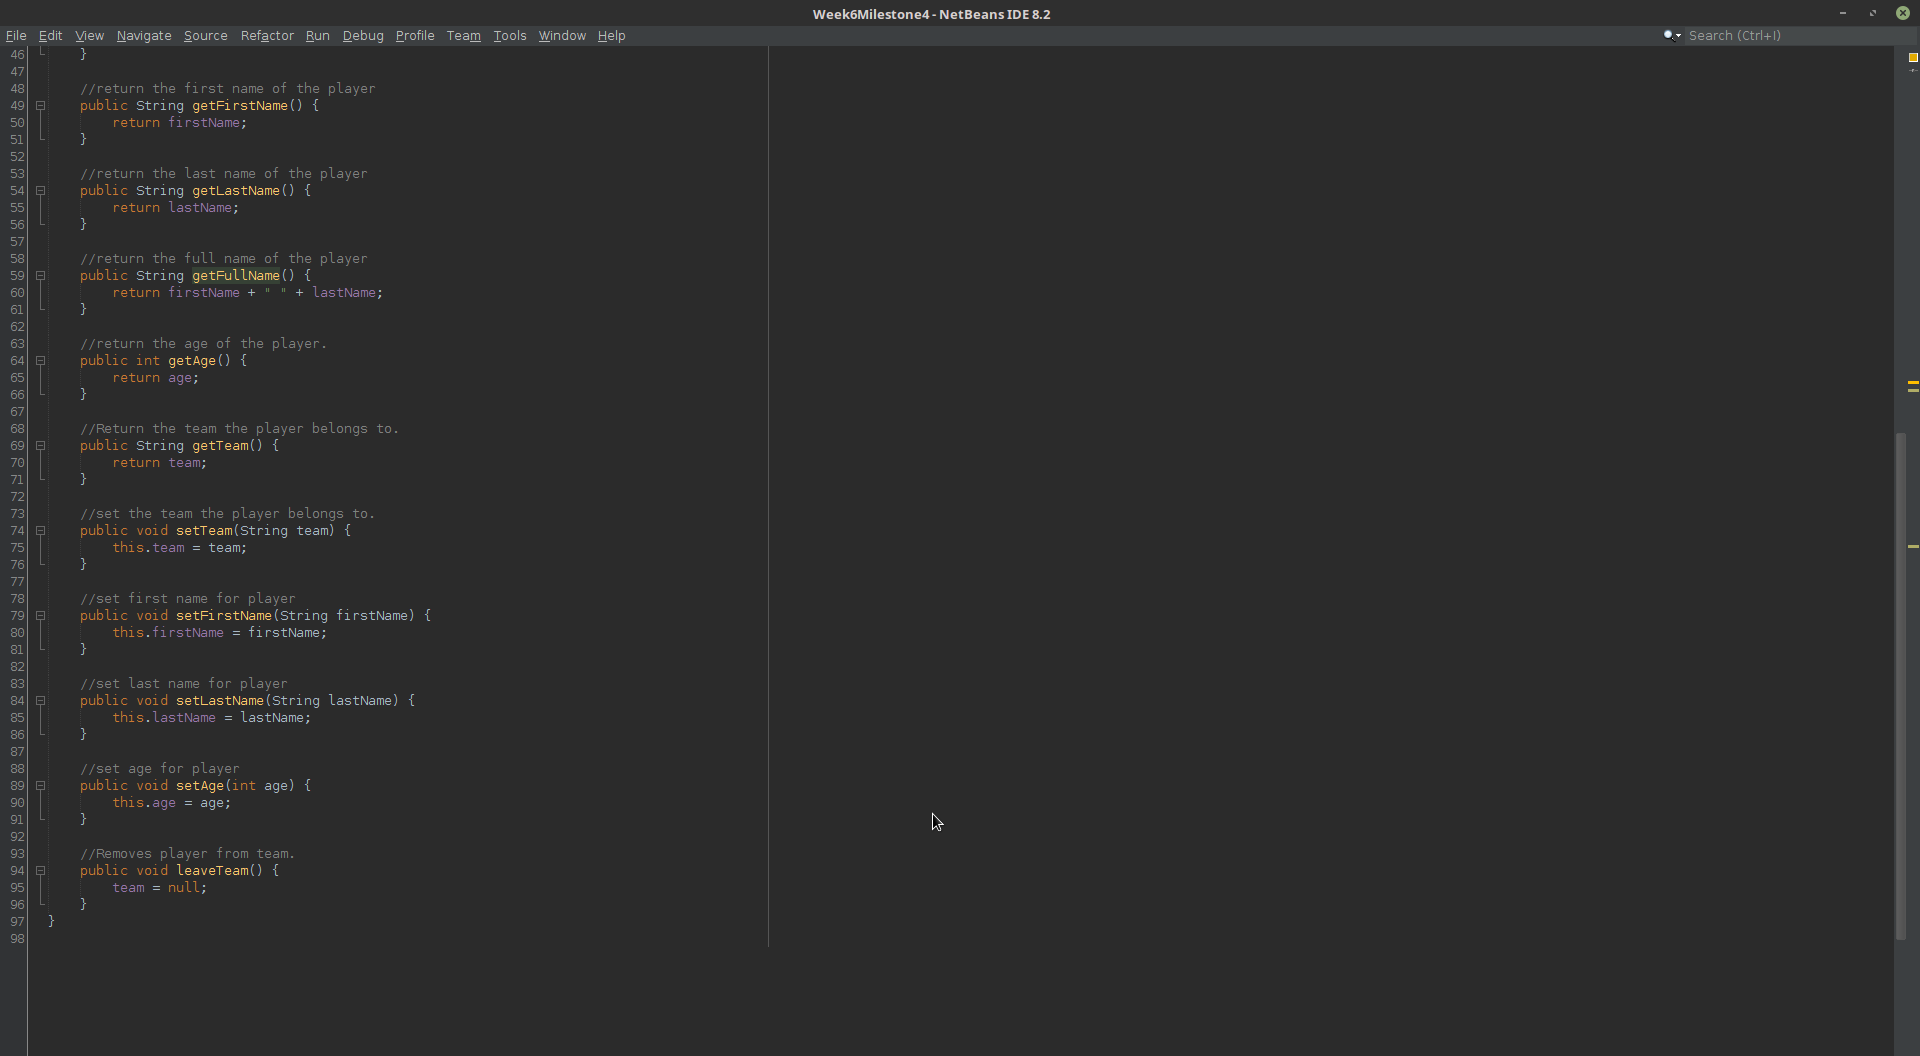 Week6Milestone4 - NetBeans IDE 8.2
File Edit View Navigate Source Refactor Run Debug Profile Team Tools Window Help Search (Ctrl+I)
46 }
47
48 //return the first name of the player
49 public String getFirstName() {
50 return firstName;
51 }
52
53 //return the last name of the player
54 public String getLastName() {
55 return lastName;
56 }
57
58 //return the full name of the player
59 public String getFullName() {
60 return firstName + " " + lastName;
61 }
62
63 //return the age of the player.
64 public int getAge() {
65 return age;
66 }
67
68 //Return the team the player belongs to.
69 public String getTeam() {
70 return team;
71 }
72
73 //set the team the player belongs to.
74 public void setTeam(String team) {
75 this.team = team;
76 }
77
78 //set first name for player
79 public void setFirstName(String firstName) {
80 this.firstName = firstName;
81 }
82
83 //set last name for player
84 public void setLastName(String lastName) {
85 this.lastName = lastName;
86 }
87
88 //set age for player
89 public void setAge(int age) {
90 this.age = age;
91 }
92
93 //Removes player from team.
94 public void leaveTeam() {
95 team = null;
96 }
97 }
98